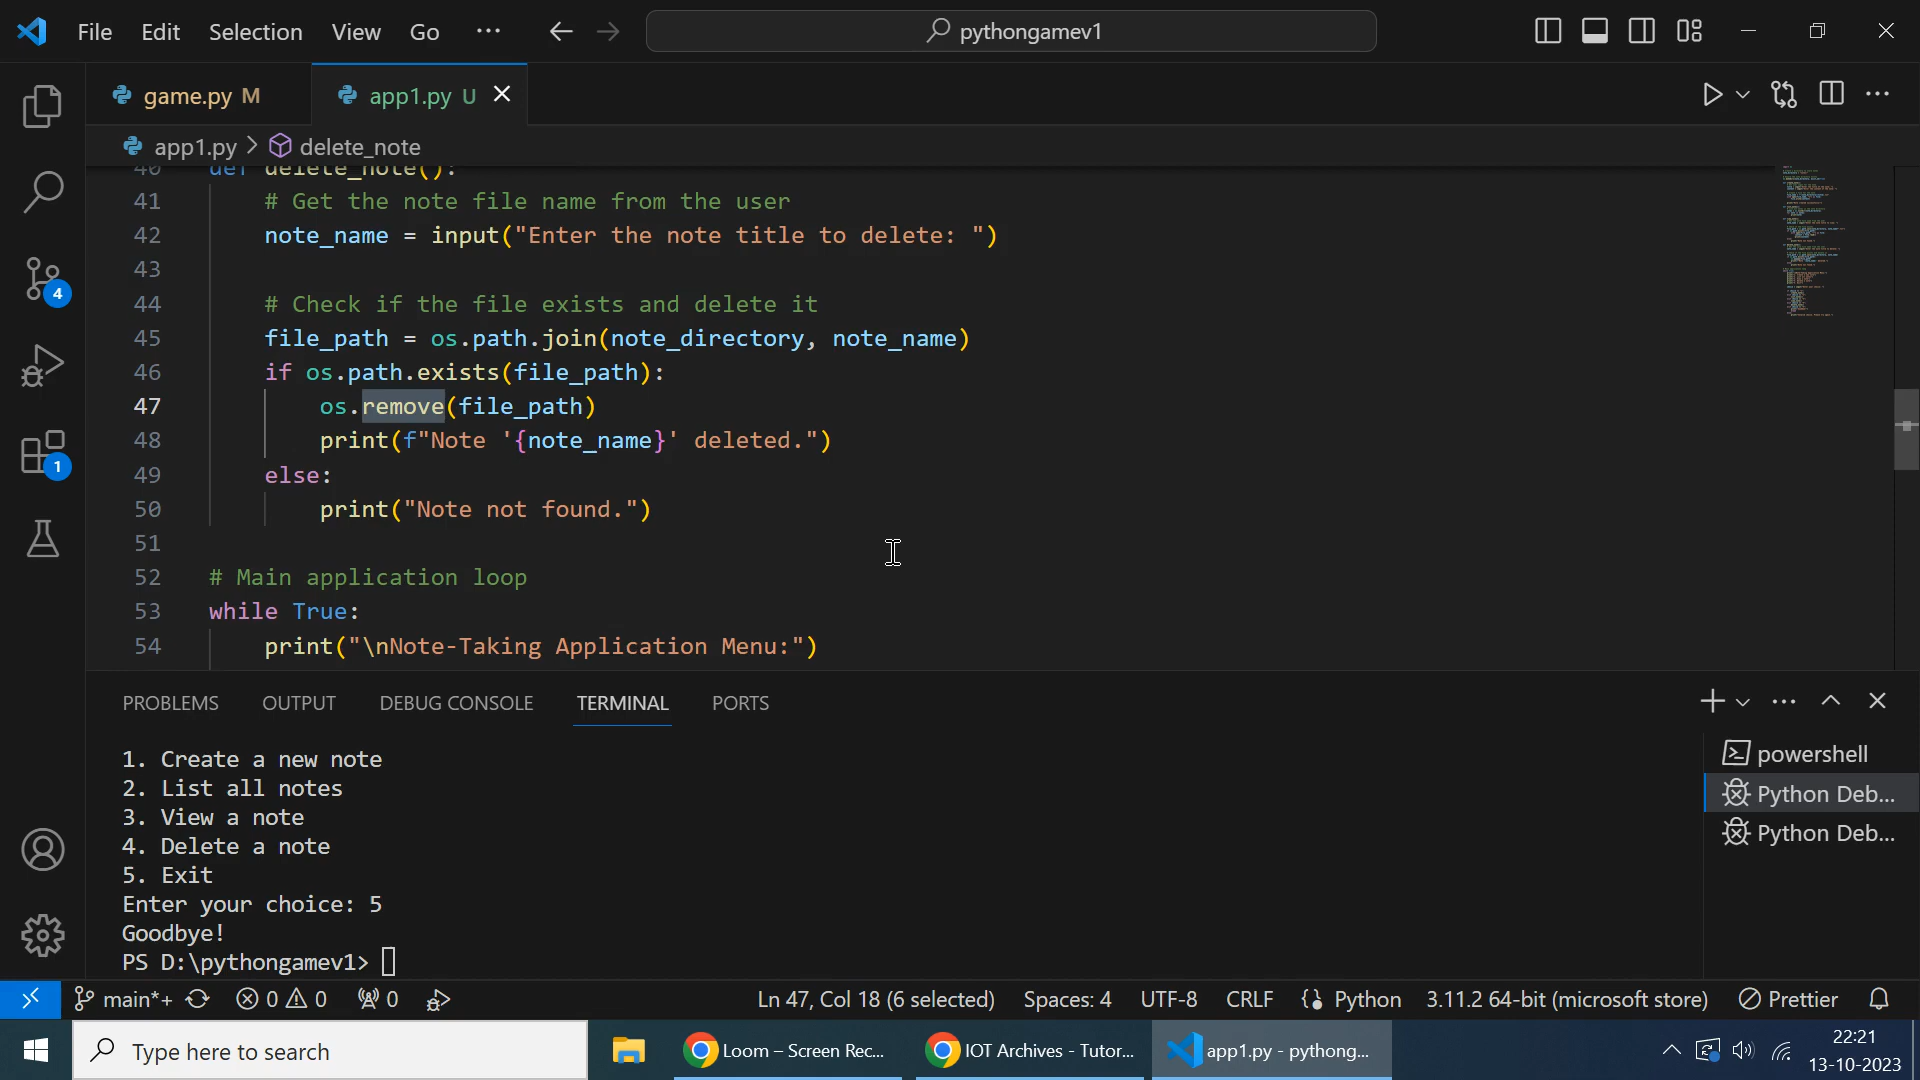 File Edit Selection View Go ··· pythongamev1
game.py M app1.py U
app1.py > delete_note
40 def delete_note():
41 # Get the note file name from the user
42 note_name = input("Enter the note title to delete: ")
43
44 # Check if the file exists and delete it
45 file_path = os.path.join(note_directory, note_name)
46 if os.path.exists(file_path):
47 os.remove(file_path)
48 print(f"Note '{note_name}' deleted.")
49 else:
50 print("Note not found.")
51
52 # Main application loop
53 while True:
54 print("\nNote-Taking Application Menu:")
4
1
PROBLEMS OUTPUT DEBUG CONSOLE TERMINAL PORTS
1. Create a new note
2. List all notes
3. View a note
4. Delete a note
5. Exit
Enter your choice: 5
Goodbye!
PS D:\pythongamev1>
powershell
Python Deb...
Python Deb...
main*+ 0 0 0 Ln 47, Col 18 (6 selected) Spaces: 4 UTF-8 CRLF Python 3.11.2 64-bit (microsoft store) Prettier
Type here to search Loom – Screen Rec... IOT Archives - Tutor... app1.py - pythong... 22:21
13-10-2023